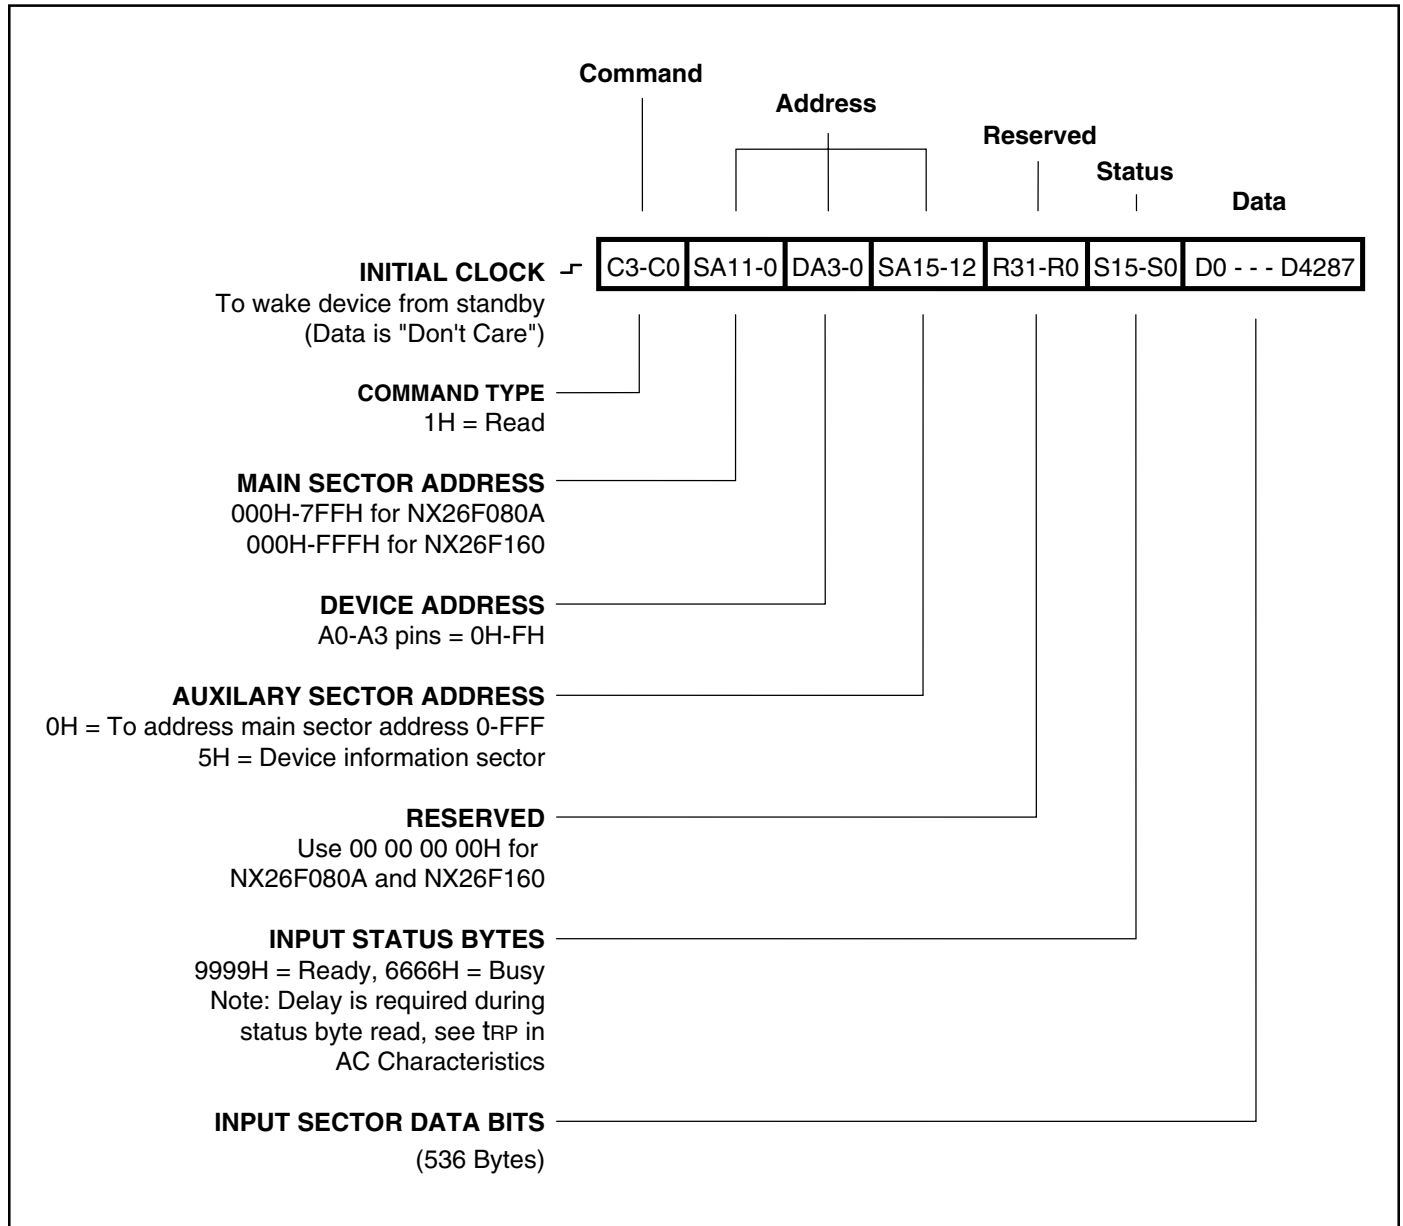 Command
Address
Reserved
Status
Data
C3-C0 SA11-0 DA3-0 SA15-12 R31-R0 S15-S0 D0 - - - D4287
INITIAL CLOCK
To wake device from standby
(Data is "Don't Care")
COMMAND TYPE
1H = Read
MAIN SECTOR ADDRESS
000H-7FFH for NX26F080A
000H-FFFH for NX26F160
DEVICE ADDRESS
A0-A3 pins = 0H-FH
AUXILARY SECTOR ADDRESS
0H = To address main sector address 0-FFF
5H = Device information sector
RESERVED
Use 00 00 00 00H for
NX26F080A and NX26F160
INPUT STATUS BYTES
9999H = Ready, 6666H = Busy
Note: Delay is required during
status byte read, see tRP in
AC Characteristics
INPUT SECTOR DATA BITS
(536 Bytes)